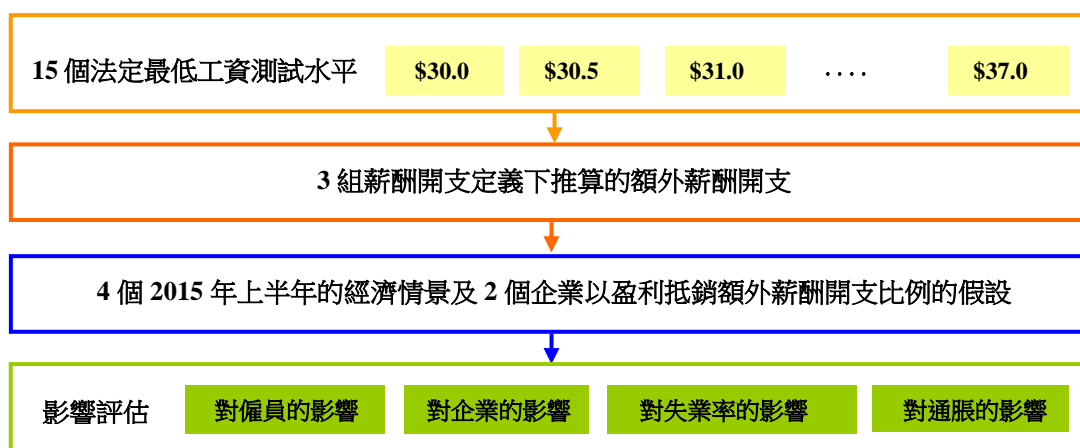 15 個法定最低工資測試水平 $30.0 $30.5 $31.0 ‥‥ $37.0
3 組薪酬開支定義下推算的額外薪酬開支
4 個 2015 年上半年的經濟情景及 2 個企業以盈利抵銷額外薪酬開支比例的假設
影響評估 對僱員的影響 對企業的影響 對失業率的影響 對通脹的影響